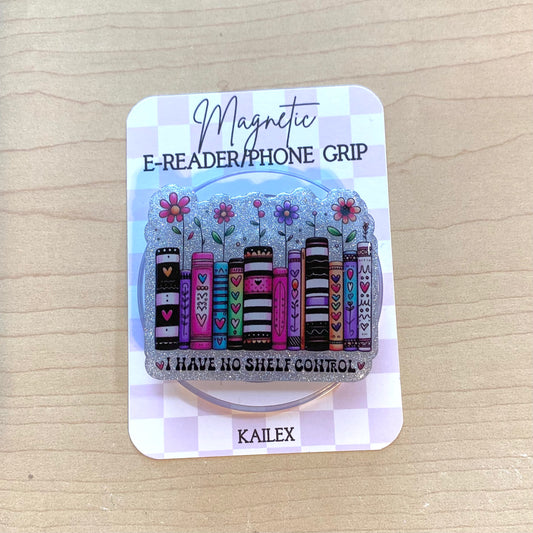 Magnetic
E-READER/PHONE GRIP
I HAVE NO SHELF CONTROL
KAILEX